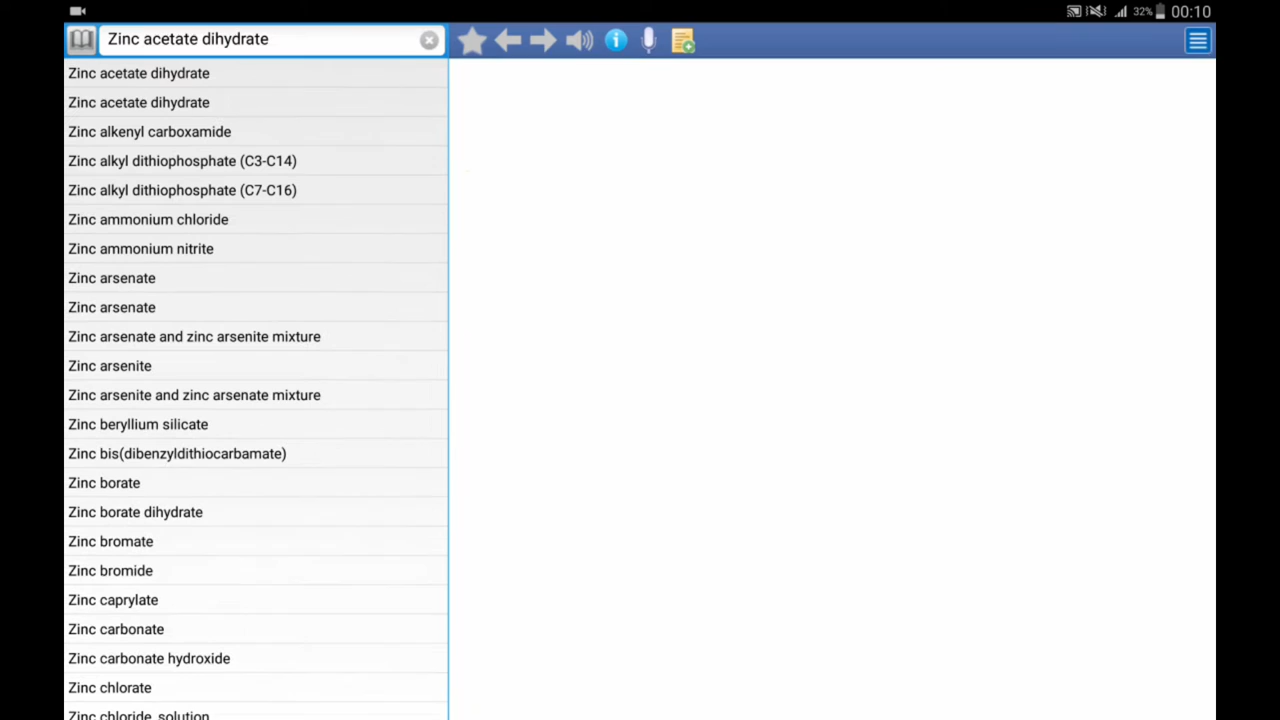 32% 00:10
Zinc acetate dihydrate
Zinc acetate dihydrate
Zinc acetate dihydrate
Zinc alkenyl carboxamide
Zinc alkyl dithiophosphate (C3-C14)
Zinc alkyl dithiophosphate (C7-C16)
Zinc ammonium chloride
Zinc ammonium nitrite
Zinc arsenate
Zinc arsenate
Zinc arsenate and zinc arsenite mixture
Zinc arsenite
Zinc arsenite and zinc arsenate mixture
Zinc beryllium silicate
Zinc bis(dibenzyldithiocarbamate)
Zinc borate
Zinc borate dihydrate
Zinc bromate
Zinc bromide
Zinc caprylate
Zinc carbonate
Zinc carbonate hydroxide
Zinc chlorate
Zinc chloride, solution